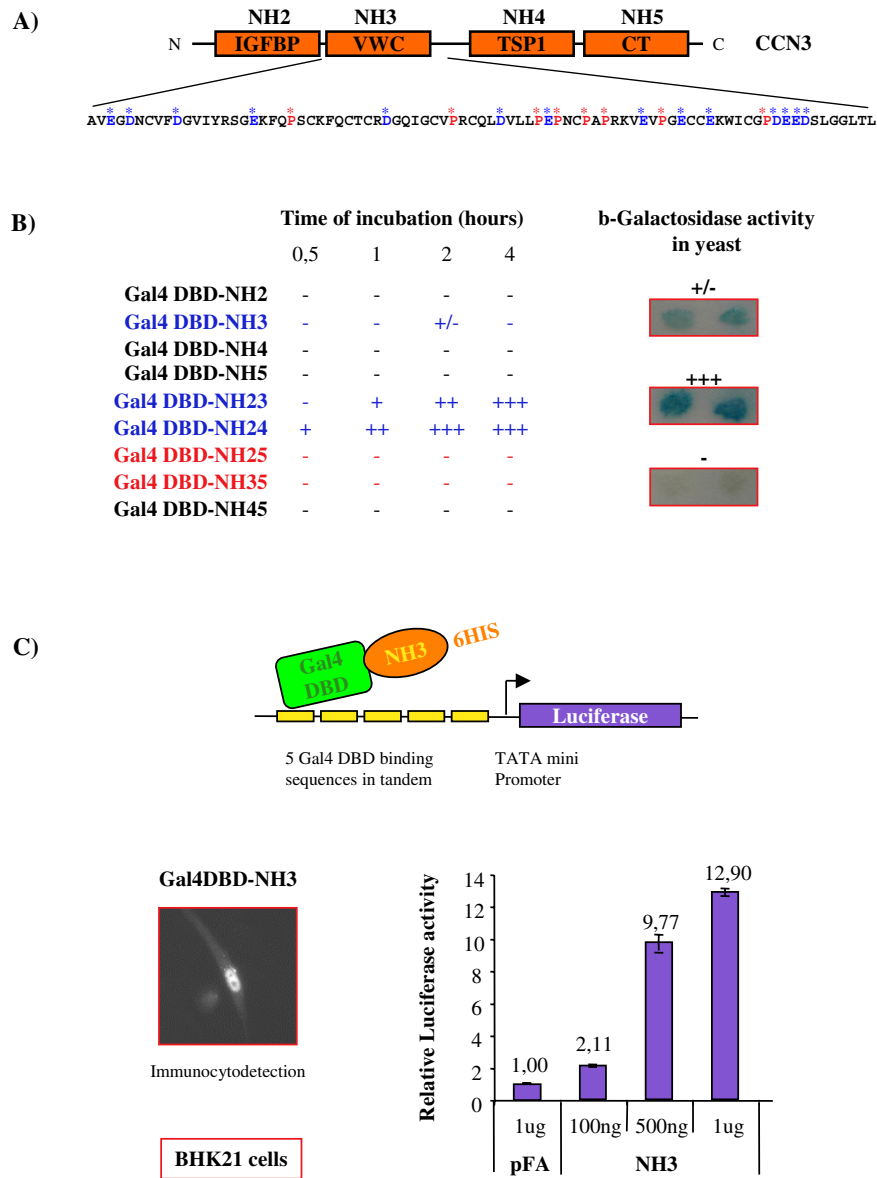 A)
NH2 NH3 NH4 NH5
N IGFBP VWC TSP1 CT C CCN3
* * * * * * * * * * * * * * * * * * * * * *
AVEGDNCVFDGVIYRSGEKFQPSCKFQCTCRDGQIGCVPRCQLDVLLPEPNCPAPRKVEVPGECCEKWICGPDEEDSLGGLTL
B)
Time of incubation (hours) b-Galactosidase activity
in yeast
0,5 1 2 4
Gal4 DBD-NH2 - - - - +/-
Gal4 DBD-NH3 - - +/- -
Gal4 DBD-NH4 - - - -
Gal4 DBD-NH5 - - - - +++
Gal4 DBD-NH23 - + ++ +++
Gal4 DBD-NH24 + ++ +++ +++
Gal4 DBD-NH25 - - - - -
Gal4 DBD-NH35 - - - -
Gal4 DBD-NH45 - - - -
C)
Gal4
DBD
NH3
6HIS
Luciferase
5 Gal4 DBD binding
sequences in tandem
TATA mini
Promoter
Gal4DBD-NH3
Immunocytodetection
BHK21 cells
Relative Luciferase activity
14
12
10
8
6
4
2
0
1,00
2,11
9,77
12,90
1ug 100ng 500ng 1ug
pFA NH3